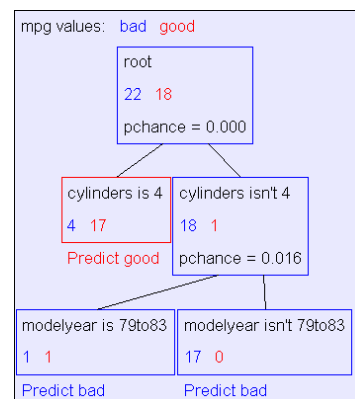 mpg values: bad good
root
22 18
pchance = 0.000
cylinders is 4
4 17
Predict good
cylinders isn't 4
18 1
pchance = 0.016
modelyear is 79to83
1 1
Predict bad
modelyear isn't 79to83
17 0
Predict bad